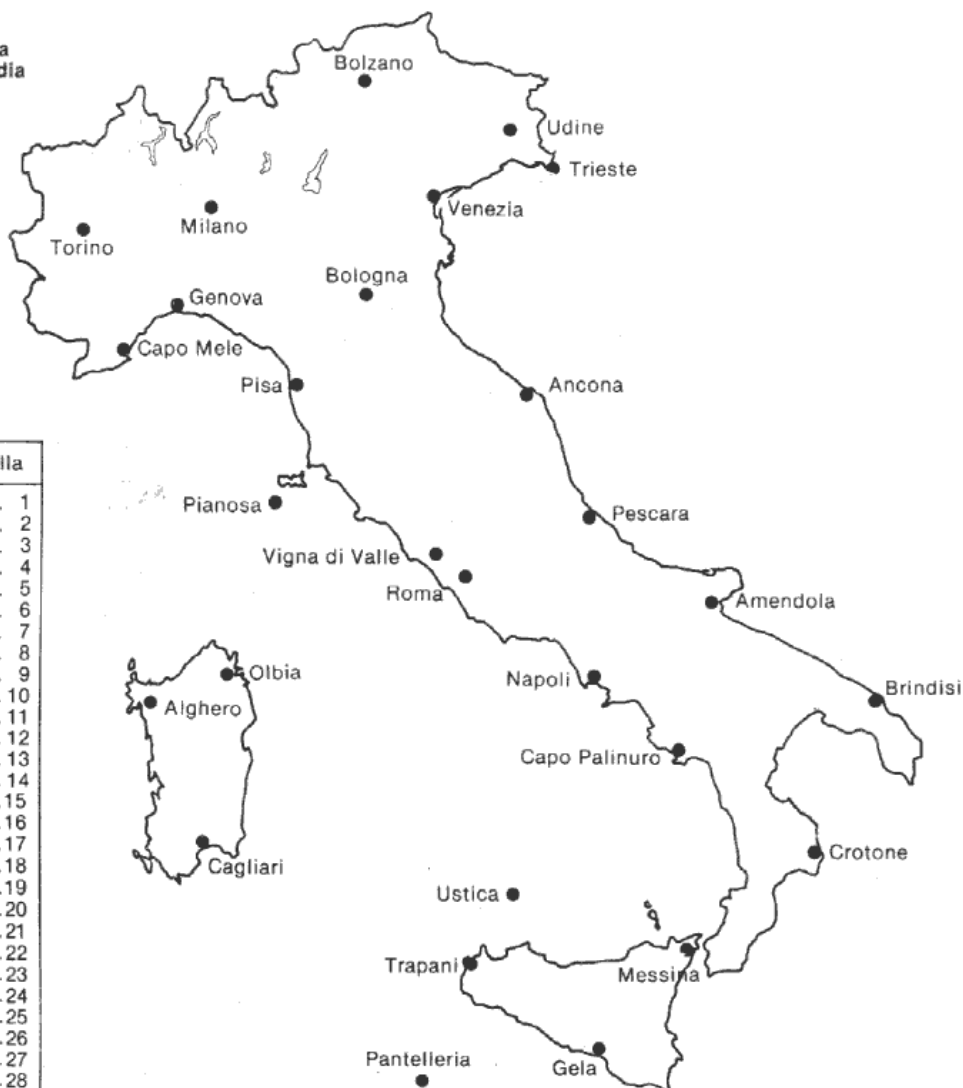 a
dia
Bolzano
Udine
Trieste
Venezia
Milano
Torino
Bologna
Genova
Capo Mele
Pisa
Ancona
lla
. 1
. 2
. 3
. 4
. 5
. 6
. 7
. 8
. 9
. 10
. 11
. 12
. 13
. 14
. 15
. 16
. 17
. 18
. 19
. 20
. 21
. 22
. 23
. 24
. 25
. 26
. 27
. 28
Pianosa
Pescara
Vigna di Valle
Roma
Amendola
Olbia
Alghero
Napoli
Brindisi
Capo Palinuro
Crotone
Cagliari
Ustica
Trapani
Messina
Pantelleria
Gela